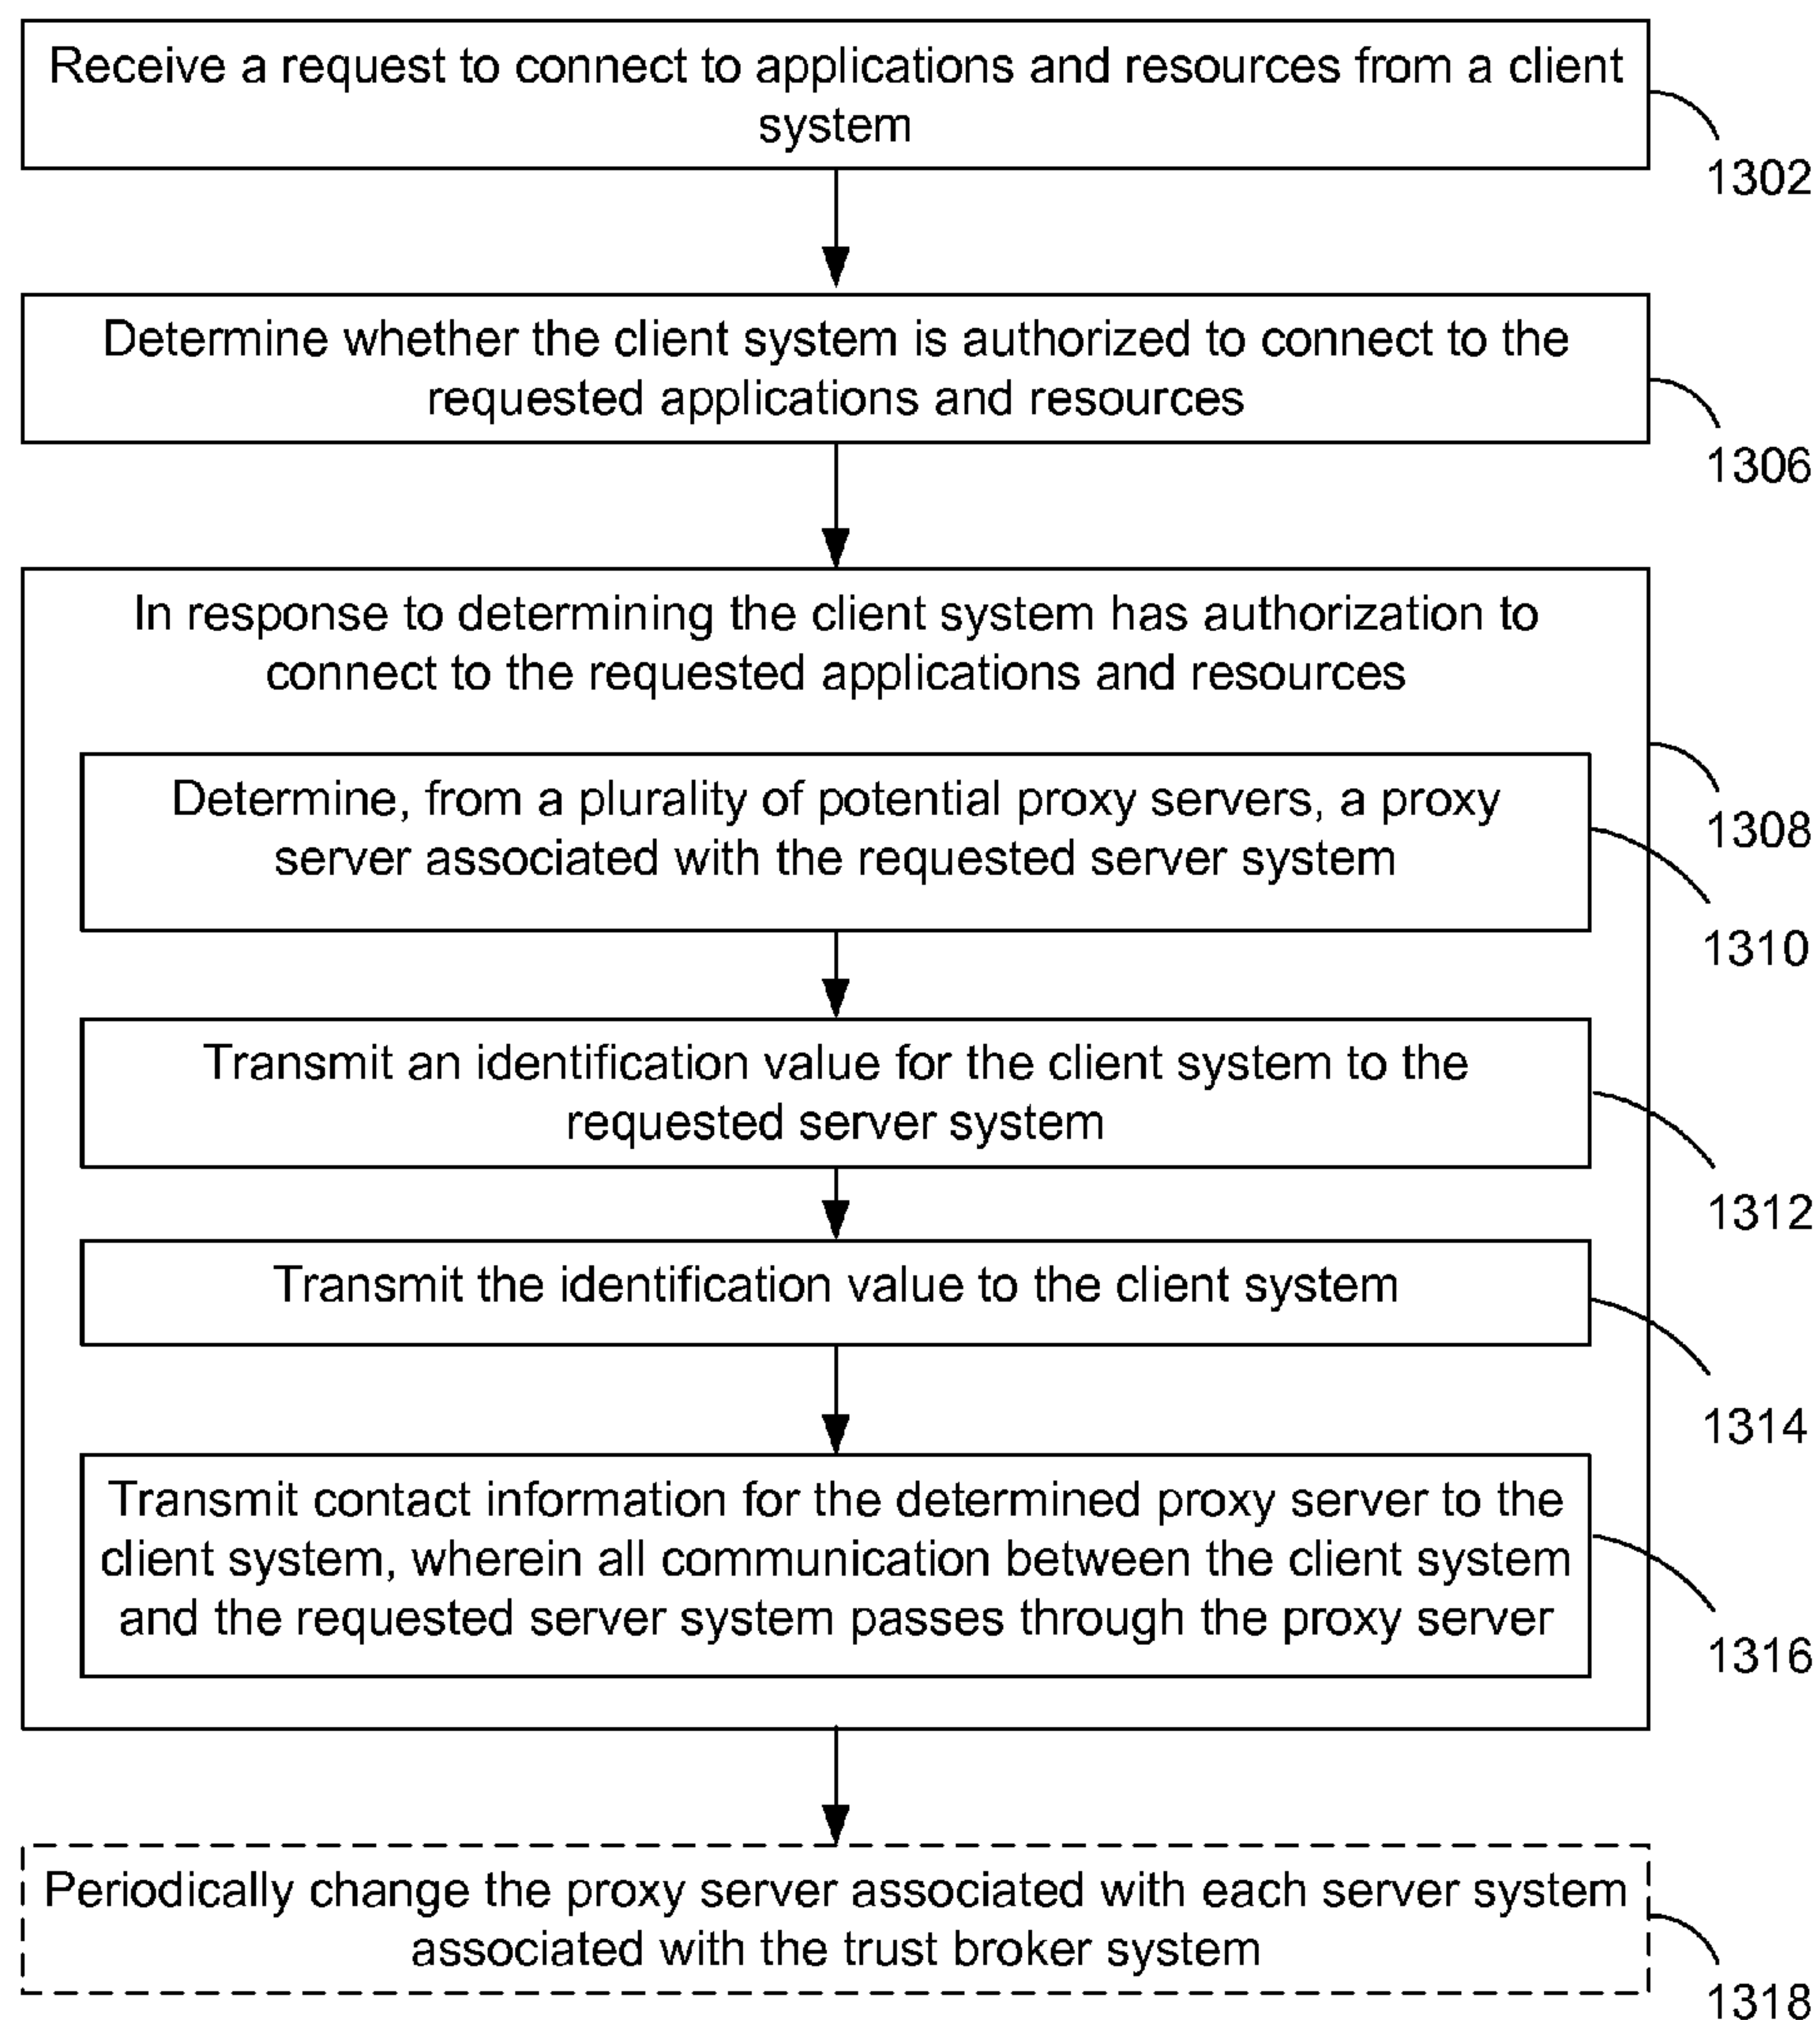 Receive a request to connect to applications and resources from a client
system
1302
Determine whether the client system is authorized to connect to the
requested applications and resources
1306
In response to determining the client system has authorization to
connect to the requested applications and resources
1308
Determine, from a plurality of potential proxy servers, a proxy
server associated with the requested server system
1310
Transmit an identification value for the client system to the
requested server system
1312
Transmit the identification value to the client system
1314
Transmit contact information for the determined proxy server to the
client system, wherein all communication between the client system
and the requested server system passes through the proxy server
1316
Periodically change the proxy server associated with each server system
associated with the trust broker system
1318